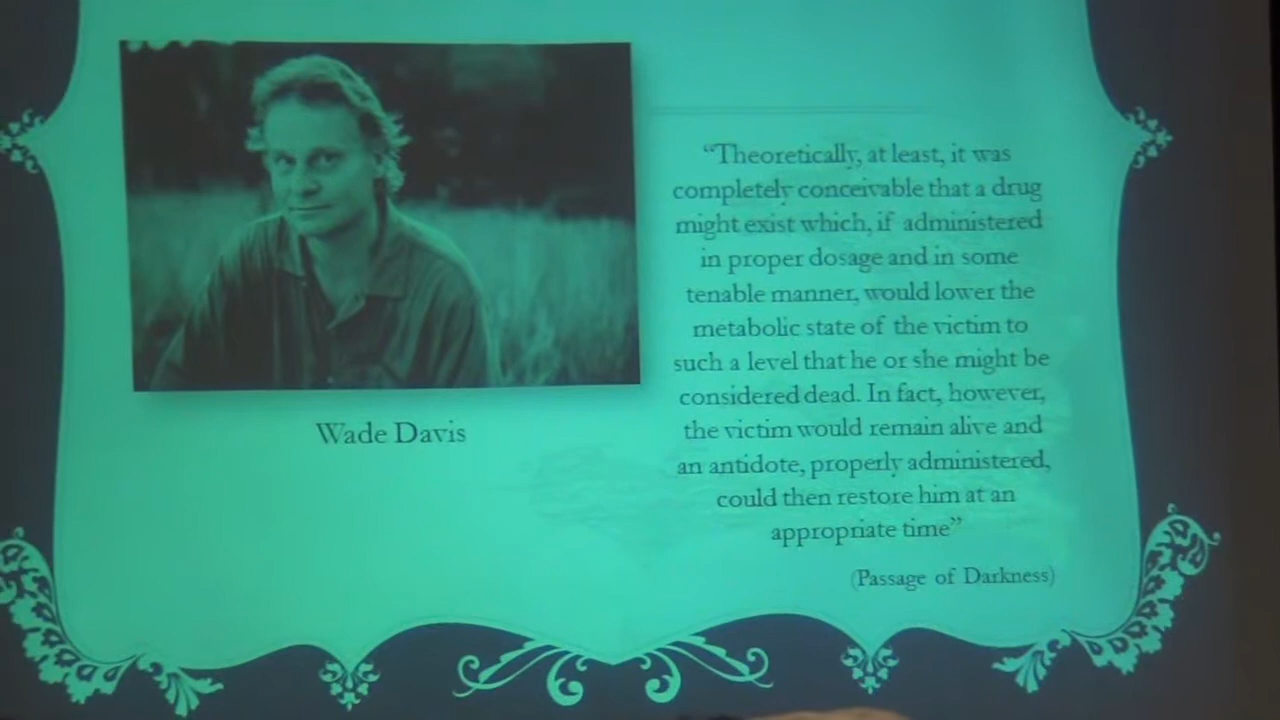 Wade Davis
“Theoretically, at least, it was
completely conceivable that a drug
might exist which, if administered
in proper dosage and in some
tenable manner, would lower the
metabolic state of the victim to
such a level that he or she might be
considered dead. In fact, however,
the victim would remain alive and
an antidote, properly administered,
could then restore him at an
appropriate time”
(Passage of Darkness)